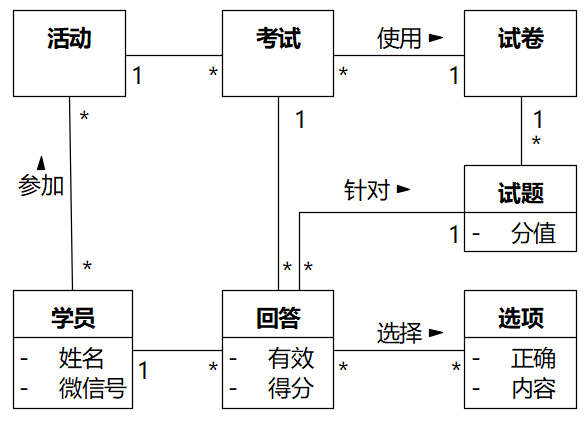 活动
考试
试卷
1
*
使用 ►
*
1
*
1
1
*
参加
针对 ►
试题
1
- 分值
*
*
*
学员
回答
选项
- 姓名
- 微信号
1
*
- 有效
- 得分
选择 ►
*
*
- 正确
- 内容